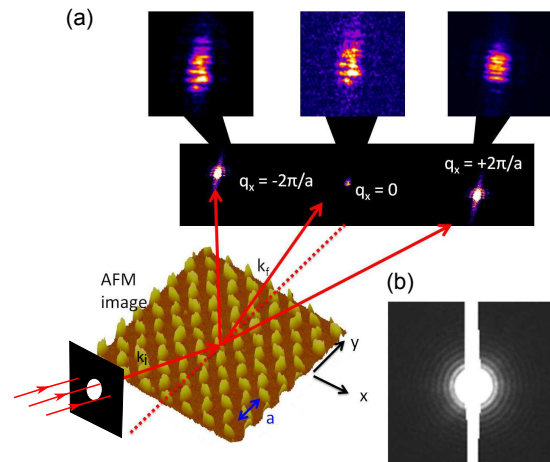 (a)
qx = -2π/a
qx = 0
qx = +2π/a
AFM
image
kf
ki
y
x
a
(b)